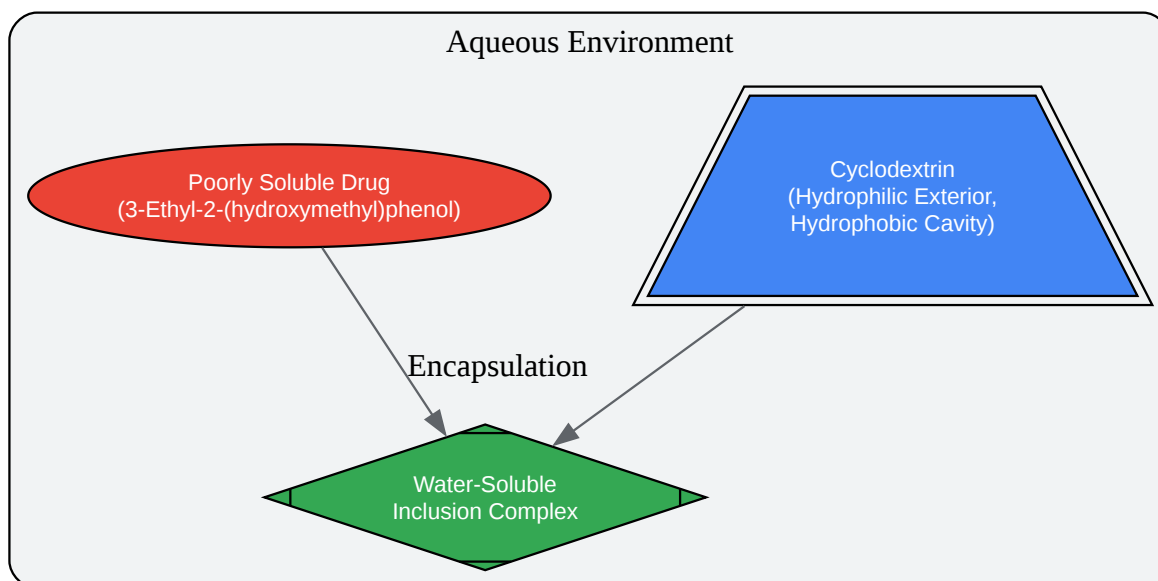 Aqueous Environment
Poorly Soluble Drug
(3-Ethyl-2-(hydroxymethyl)phenol)
Cyclodextrin
(Hydrophilic Exterior,
Hydrophobic Cavity)
Encapsulation
Water-Soluble
Inclusion Complex